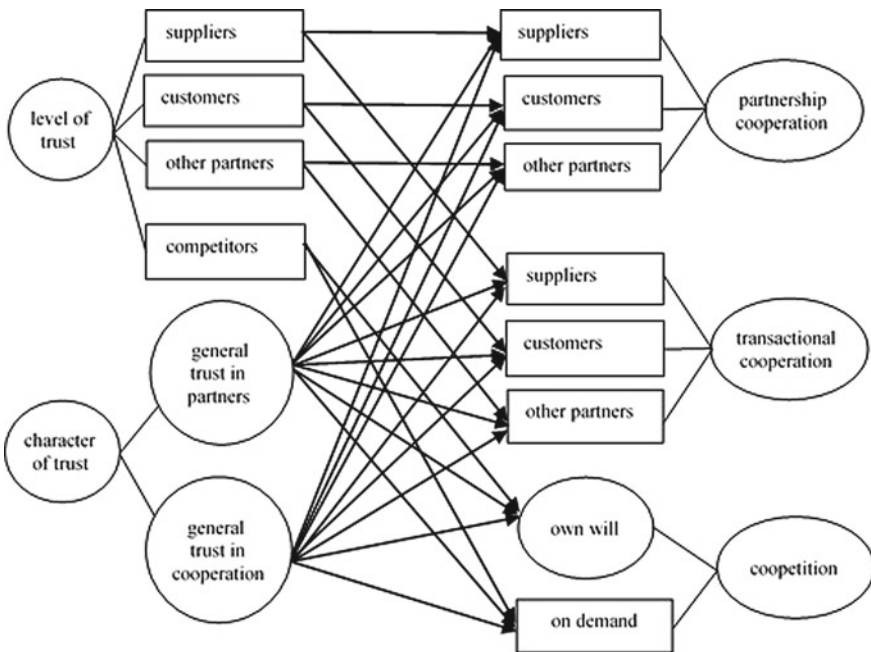 level of
trust
suppliers
customers
other partners
competitors
character
of trust
general
trust in
partners
general
trust in
cooperation
suppliers
customers
other partners
partnership
cooperation
suppliers
customers
other partners
transactional
cooperation
own will
on demand
coopetition